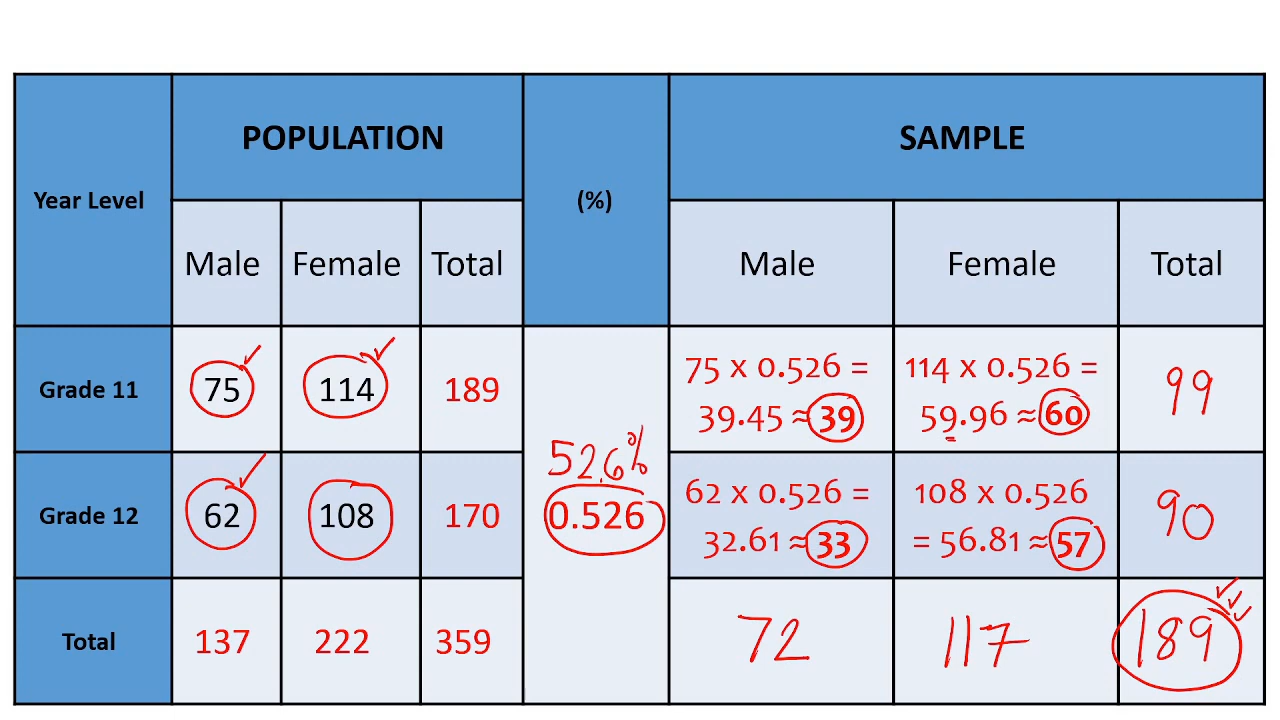 POPULATION
SAMPLE
Year Level
(%)
Male
Female
Total
Male
Female
Total
Grade 11
75
114
189
75 x 0.526 =
39.45 ≈ 39
114 x 0.526 =
59.96 ≈ 60
99
52.6%
0.526
Grade 12
62
108
170
62 x 0.526 =
32.61 ≈ 33
108 x 0.526
= 56.81 ≈ 57
90
Total
137
222
359
72
117
189